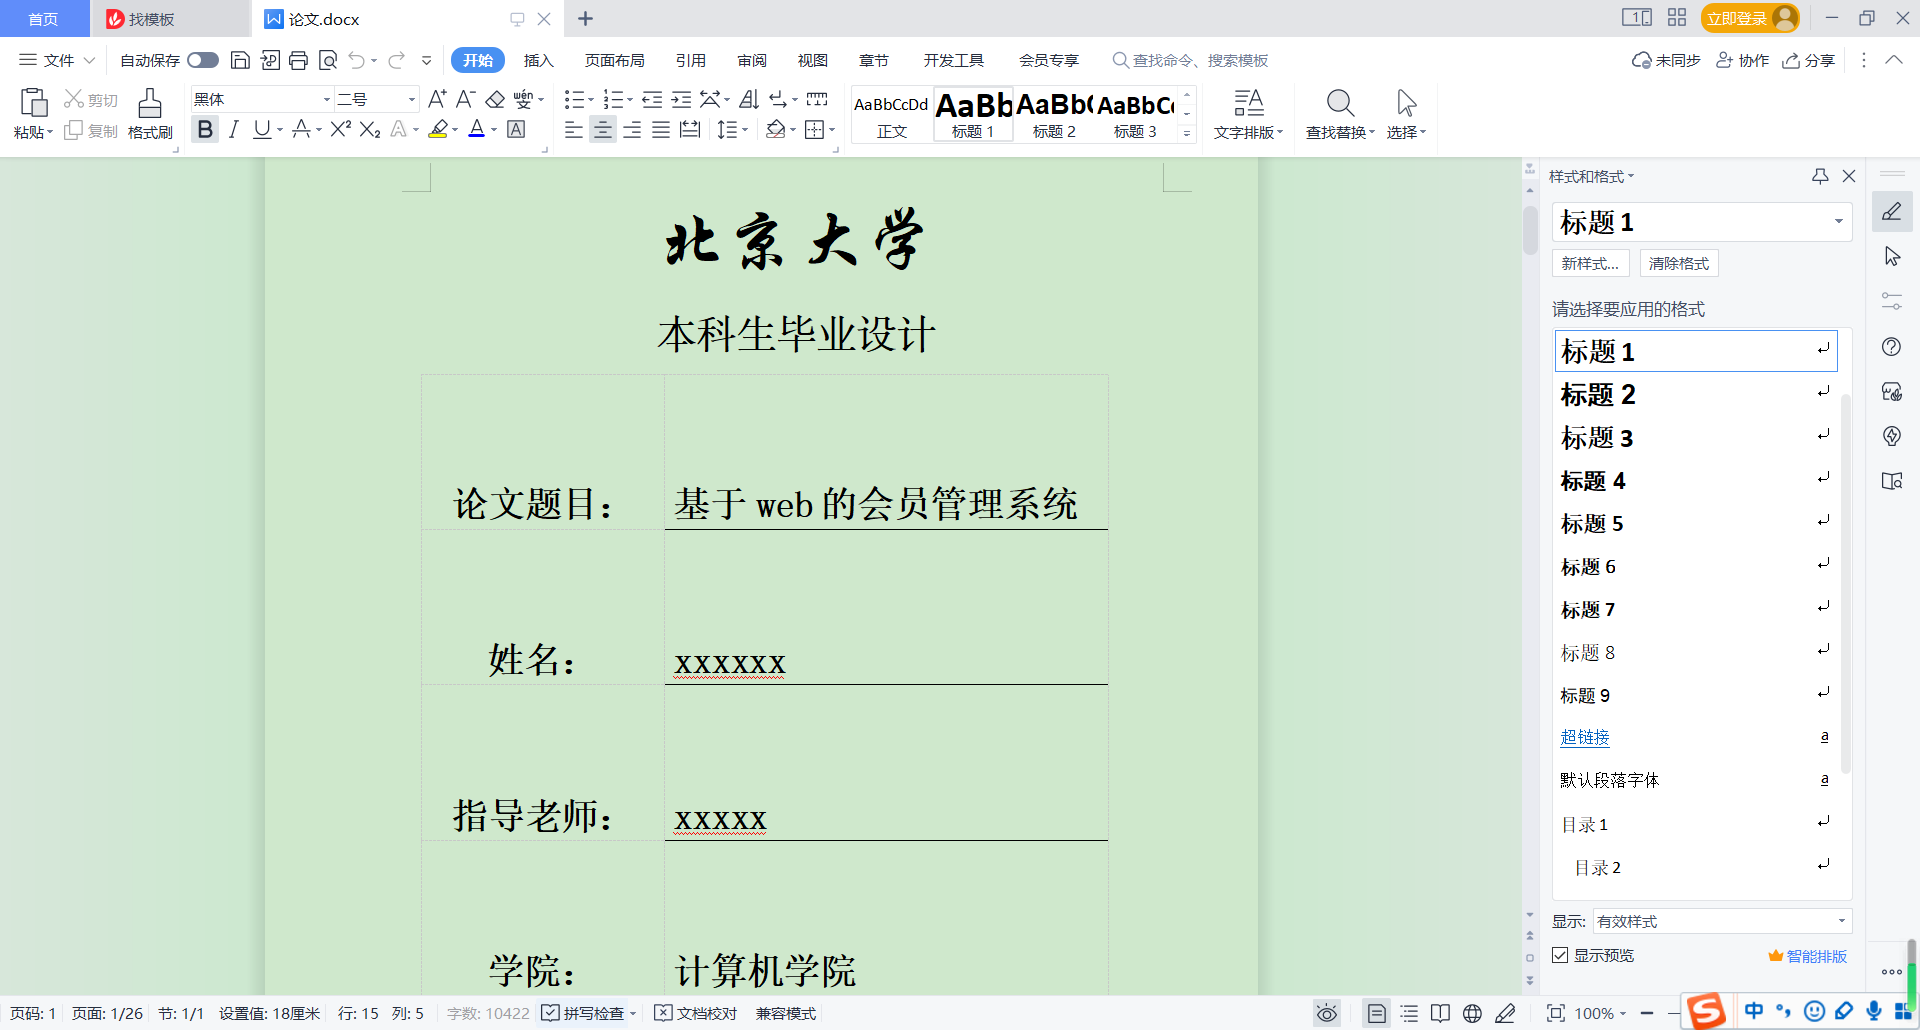 首页 找模板 论文.docx 立即登录
文件 自动保存 开始 插入 页面布局 引用 审阅 视图 章节 开发工具 会员专享 查找命令、搜索模板 未同步 协作 分享
粘贴 剪切 复制 格式刷 黑体 二号 AaBbCcDd 正文 AaBb 标题 1 AaBb( 标题 2 AaBbC 标题 3 文字排版 查找替换 选择
北京大学
本科生毕业设计
论文题目： 基于 web 的会员管理系统
姓名： xxxxxx
指导老师： xxxxx
学院： 计算机学院
样式和格式
标题 1
新样式... 清除格式
请选择要应用的格式
标题 1
标题 2
标题 3
标题 4
标题 5
标题 6
标题 7
标题 8
标题 9
超链接 a
默认段落字体 a
目录 1
目录 2
显示: 有效样式
显示预览 智能排版
页码: 1 页面: 1/26 节: 1/1 设置值: 18厘米 行: 15 列: 5 字数: 10422 拼写检查 文档校对 兼容模式 100% 中